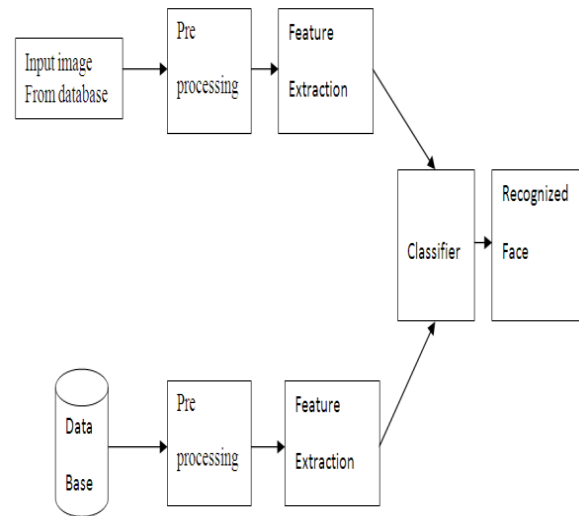 Input image
From database
Pre
processing
Feature
Extraction
Classifier
Recognized
Face
Data
Base
Pre
processing
Feature
Extraction